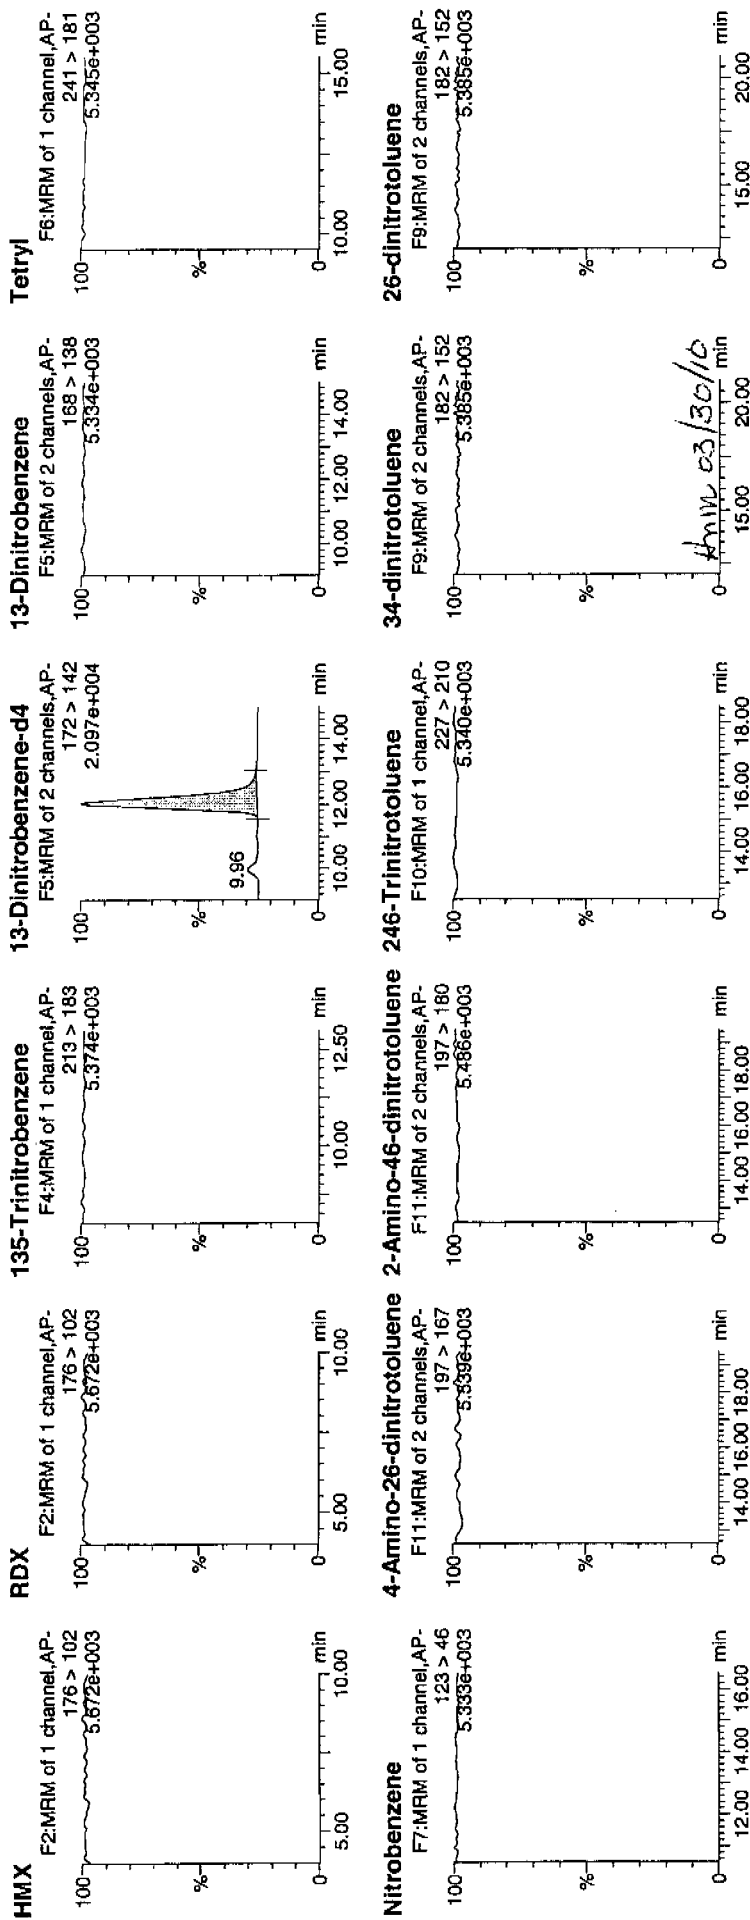 HMX
F2:MRM of 1 channel,AP-
176 > 102
5.672e+003
100
%
0
5.00
10.00
min
RDX
F2:MRM of 1 channel,AP-
176 > 102
5.672e+003
100
%
0
5.00
10.00
min
135-Trinitrobenzene
F4:MRM of 1 channel,AP-
213 > 183
5.374e+003
100
%
0
10.00
12.50
min
13-Dinitrobenzene-d4
F5:MRM of 2 channels,AP-
172 > 142
2.097e+004
100
%
9.96
0
10.00
12.00
14.00
min
13-Dinitrobenzene
F5:MRM of 2 channels,AP-
168 > 138
5.334e+003
100
%
0
10.00
12.00
14.00
min
Tetryl
F6:MRM of 1 channel,AP-
241 > 181
5.345e+003
100
%
0
10.00
15.00
min
Nitrobenzene
F7:MRM of 1 channel,AP-
123 > 46
5.333e+003
100
%
0
12.00
14.00
16.00
min
4-Amino-26-dinitrotoluene
F11:MRM of 2 channels,AP-
197 > 167
5.539e+003
100
%
0
14.00
16.00
18.00
min
2-Amino-46-dinitrotoluene
F11:MRM of 2 channels,AP-
197 > 180
5.486e+003
100
%
0
14.00
16.00
18.00
min
246-Trinitrotoluene
F10:MRM of 1 channel,AP-
227 > 210
5.340e+003
100
%
0
14.00
16.00
18.00
min
34-dinitrotoluene
F9:MRM of 2 channels,AP-
182 > 152
5.385e+003
100
%
0
15.00
20.00
min
03/30/10
26-dinitrotoluene
F9:MRM of 2 channels,AP-
182 > 152
5.385e+003
100
%
0
15.00
20.00
min